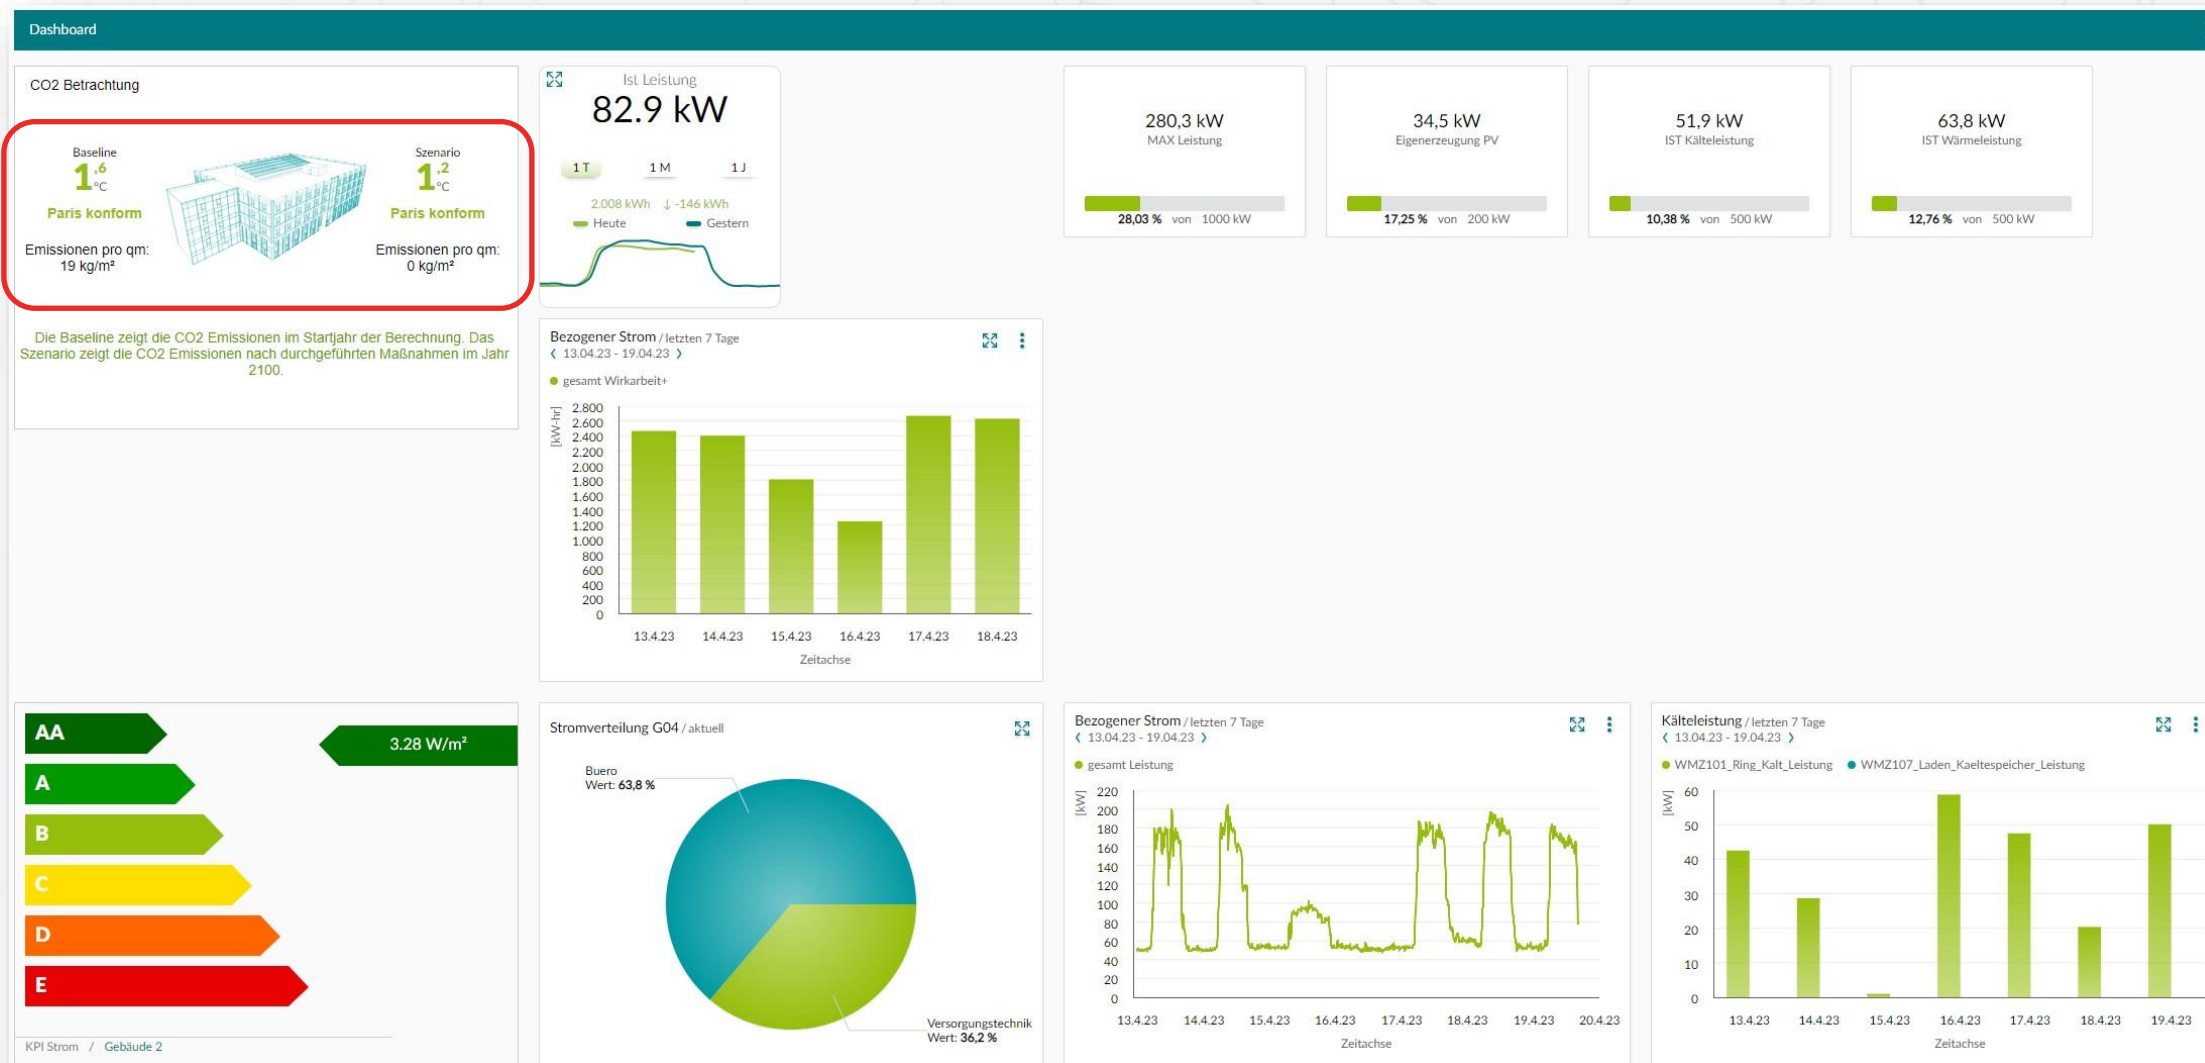 Dashboard
CO2 Betrachtung
Baseline
1,6 °C
Paris konform
Emissionen pro qm:
19 kg/m²
Szenario
1,2 °C
Paris konform
Emissionen pro qm:
0 kg/m²
Die Baseline zeigt die CO2 Emissionen im Startjahr der Berechnung. Das
Szenario zeigt die CO2 Emissionen nach durchgeführten Maßnahmen im Jahr
2100.
Ist Leistung
82.9 kW
1 T 1 M 1 J
2.008 kWh ↓ -146 kWh
Heute Gestern
280,3 kW
MAX Leistung
28,03 % von 1000 kW
34,5 kW
Eigenerzeugung PV
17,25 % von 200 kW
51,9 kW
IST Kälteleistung
10,38 % von 500 kW
63,8 kW
IST Wärmeleistung
12,76 % von 500 kW
Bezogener Strom / letzten 7 Tage
13.04.23 - 19.04.23
gesamt Wirkarbeit+
[kW-hr]
2.800
2.600
2.400
2.200
2.000
1.800
1.600
1.400
1.200
1.000
800
600
400
200
0
13.4.23 14.4.23 15.4.23 16.4.23 17.4.23 18.4.23
Zeitachse
AA
A
B
C
D
E
3.28 W/m²
KPI Strom / Gebäude 2
Stromverteilung G04 / aktuell
Buero
Wert: 63,8 %
Versorgungstechnik
Wert: 36,2 %
Bezogener Strom / letzten 7 Tage
13.04.23 - 19.04.23
gesamt Leistung
[kW]
220
200
180
160
140
120
100
80
60
40
20
0
13.4.23 14.4.23 15.4.23 16.4.23 17.4.23 18.4.23 19.4.23 20.4.23
Zeitachse
Kälteleistung / letzten 7 Tage
13.04.23 - 19.04.23
WMZ101_Ring_Kalt_Leistung WMZ107_Laden_Kaeltespeicher_Leistung
[kW]
60
50
40
30
20
10
0
13.4.23 14.4.23 15.4.23 16.4.23 17.4.23 18.4.23 19.4.23
Zeitachse